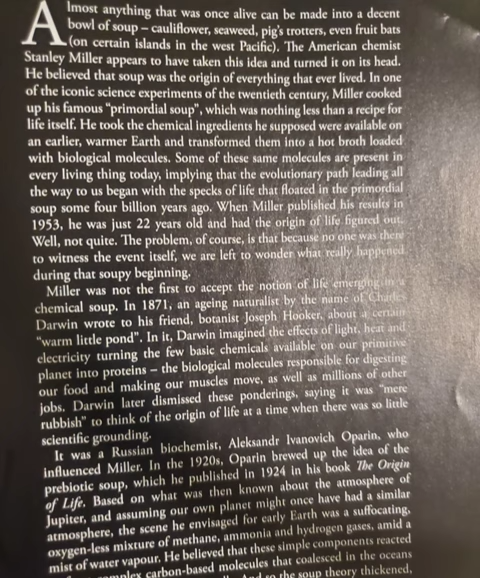 Almost anything that was once alive can be made into a decent
bowl of soup – cauliflower, seaweed, pig's trotters, even fruit bats
(on certain islands in the west Pacific). The American chemist
Stanley Miller appears to have taken this idea and turned it on its head.
He believed that soup was the origin of everything that ever lived. In one
of the iconic science experiments of the twentieth century, Miller cooked
up his famous "primordial soup", which was nothing less than a recipe for
life itself. He took the chemical ingredients he supposed were available on
an earlier, warmer Earth and transformed them into a hot broth loaded
with biological molecules. Some of these same molecules are present in
every living thing today, implying that the evolutionary path leading all
the way to us began with the specks of life that floated in the primordial
soup some four billion years ago. When Miller published his results in
1953, he was just 22 years old and had the origin of life figured out.
Well, not quite. The problem, of course, is that because no one was there
to witness the event itself, we are left to wonder what really happened
during that soupy beginning.
Miller was not the first to accept the notion of life emerging in a
chemical soup. In 1871, an ageing naturalist by the name of Charles
Darwin wrote to his friend, botanist Joseph Hooker, about a certain
"warm little pond". In it, Darwin imagined the effects of light, heat and
electricity turning the few basic chemicals available on our primitive
planet into proteins – the biological molecules responsible for digesting
our food and making our muscles move, as well as millions of other
jobs. Darwin later dismissed these ponderings, saying it was "mere
rubbish" to think of the origin of life at a time when there was so little
scientific grounding.
It was a Russian biochemist, Aleksandr Ivanovich Oparin, who
influenced Miller. In the 1920s, Oparin brewed up the idea of the
prebiotic soup, which he published in 1924 in his book The Origin
of Life. Based on what was then known about the atmosphere of
Jupiter, and assuming our own planet might once have had a similar
atmosphere, the scene he envisaged for early Earth was a suffocating,
oxygen-less mixture of methane, ammonia and hydrogen gases, amid a
mist of water vapour. He believed that these simple components reacted
carbon-based molecules that coalesced in the oceans
so the soup theory thickened,